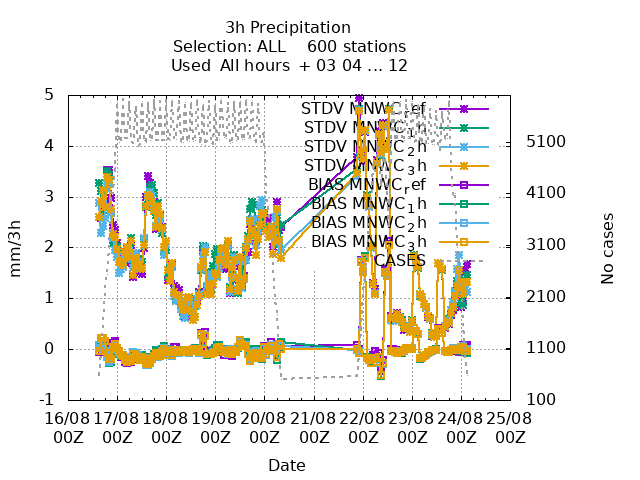 3h Precipitation
Selection: ALL 600 stations
Used All hours + 03 04 ... 12
5
4
3
2
1
0
-1
mm/3h
STDV MNWC_ref
STDV MNWC_1h
STDV MNWC_2h
STDV MNWC_3h
BIAS MNWC_ref
BIAS MNWC_1h
BIAS MNWC_2h
BIAS MNWC_3h
CASES
5100
4100
3100
2100
1100
100
No cases
16/08 17/08 18/08 19/08 20/08 21/08 22/08 23/08 24/08 25/08
00Z 00Z 00Z 00Z 00Z 00Z 00Z 00Z 00Z 00Z
Date